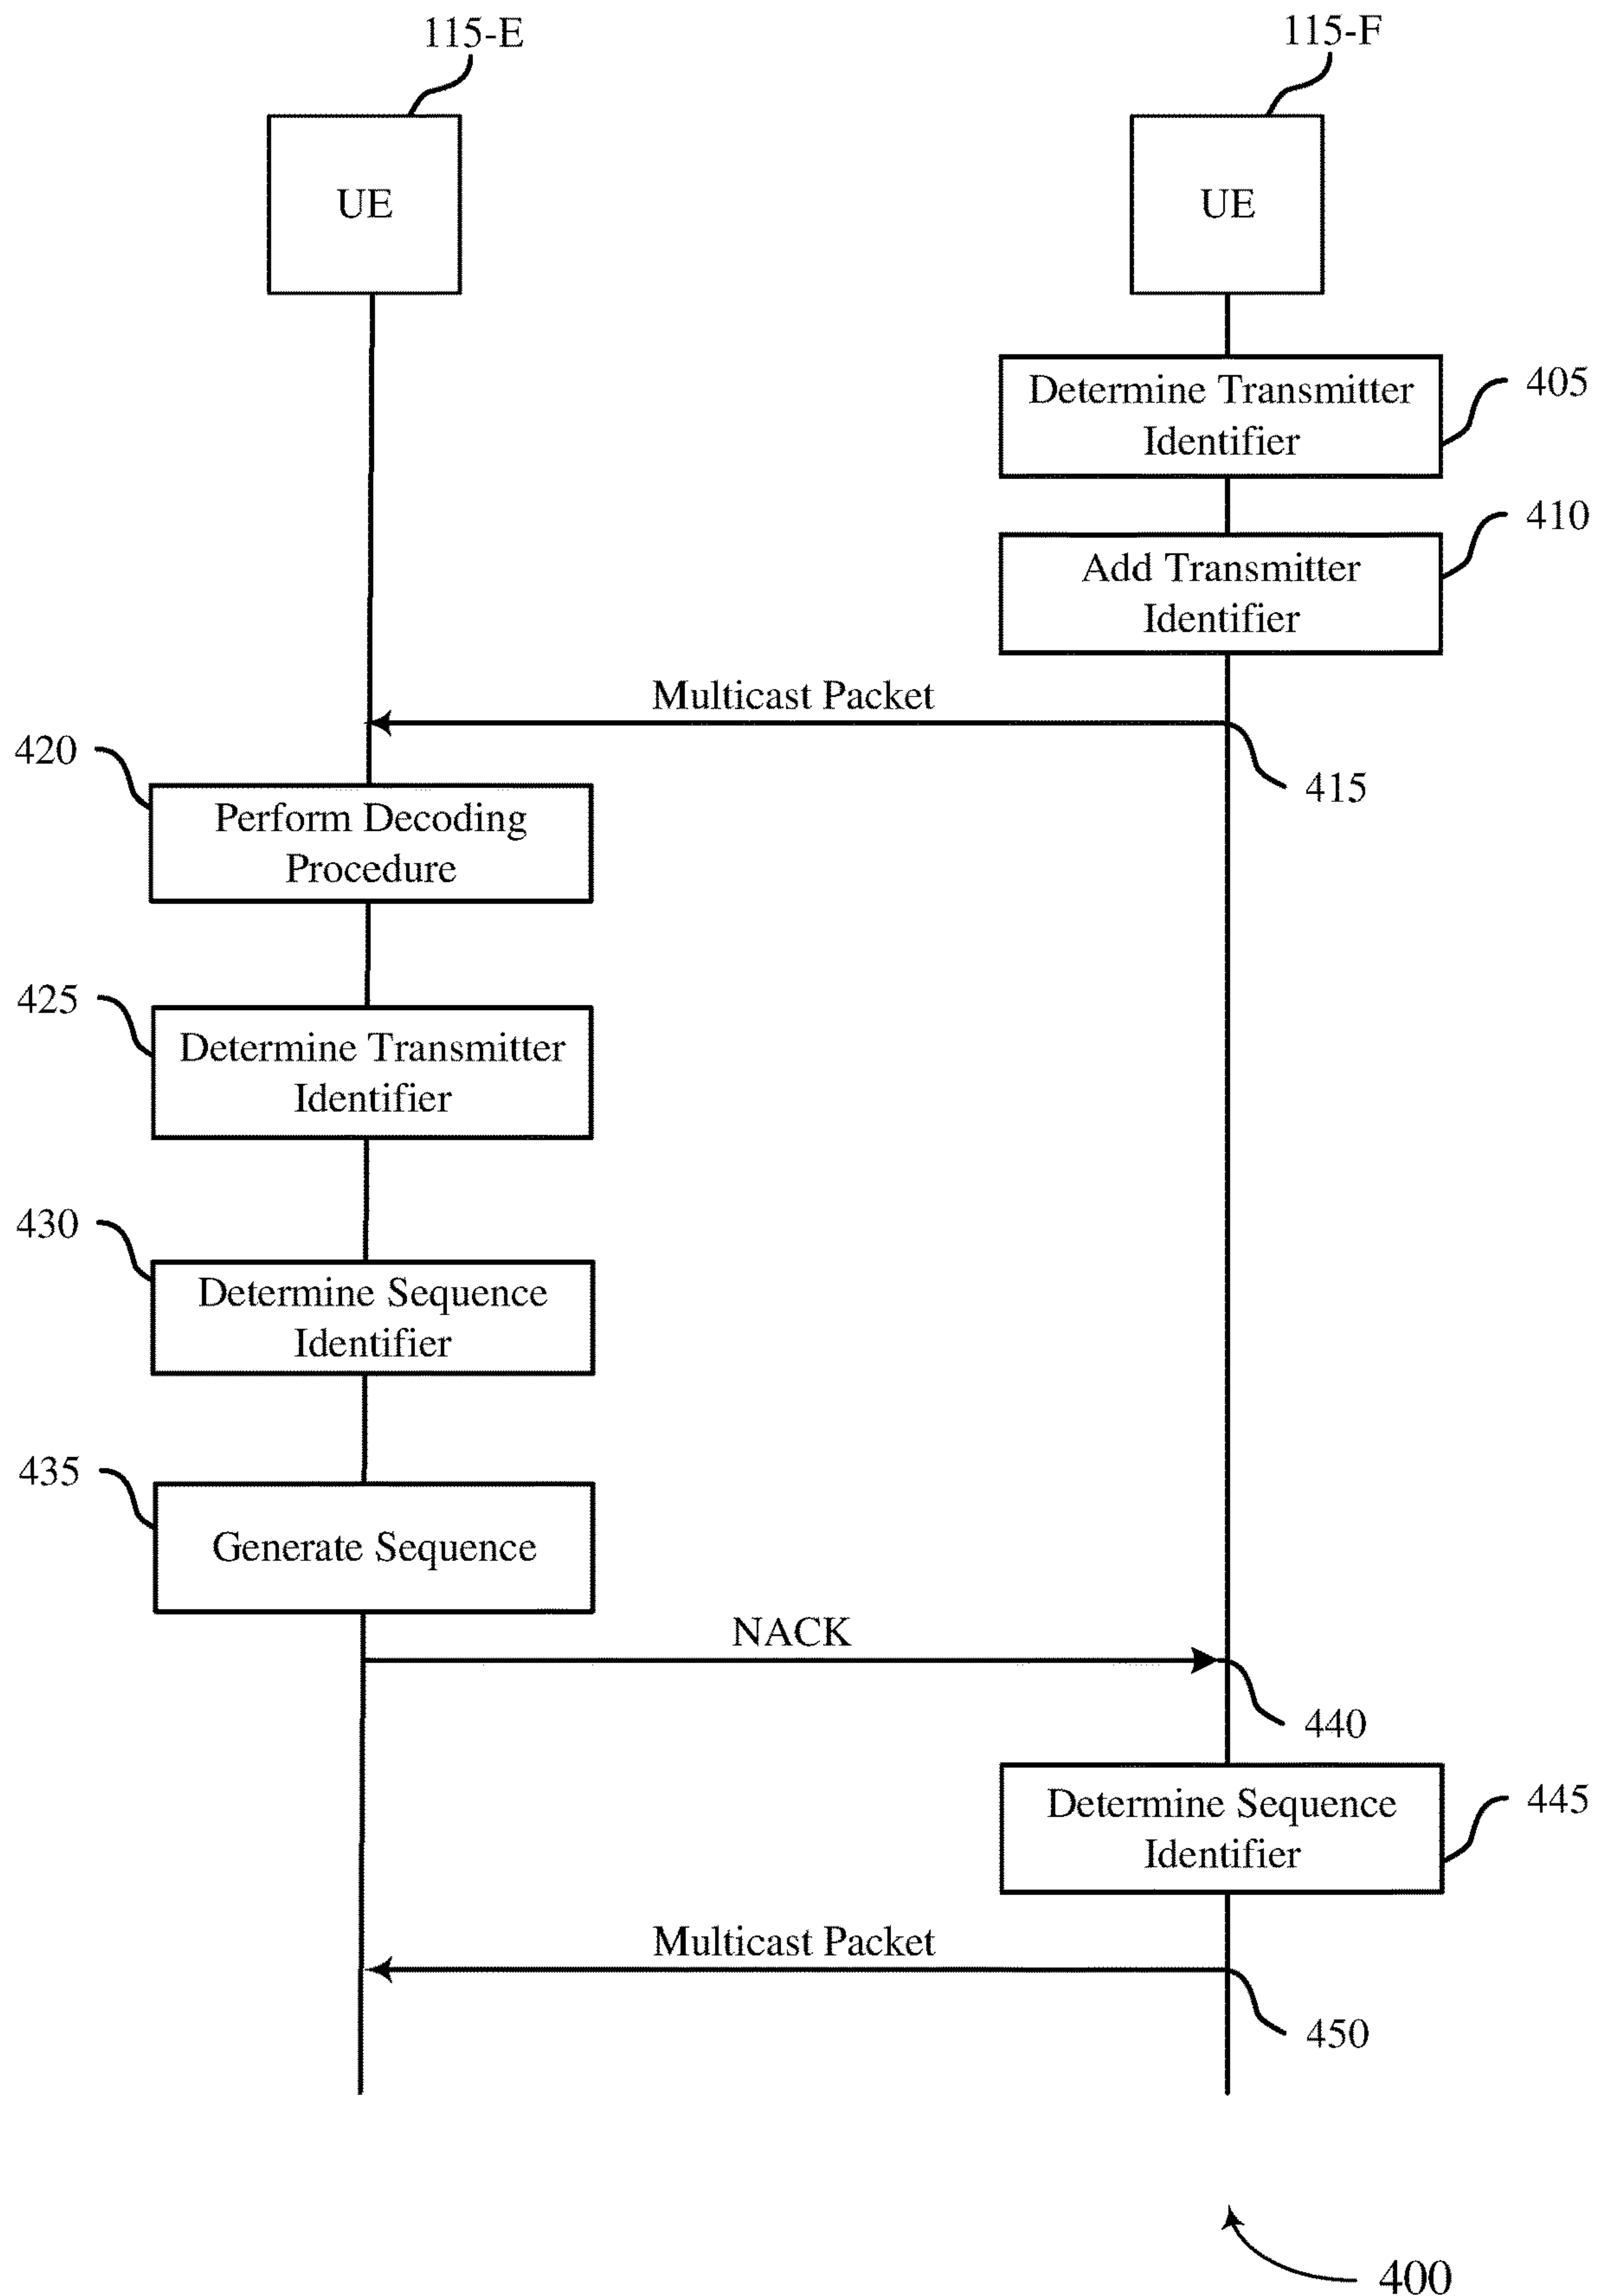 115-E
115-F
UE
UE
Determine Transmitter
Identifier
405
Add Transmitter
Identifier
410
Multicast Packet
415
420
Perform Decoding
Procedure
425
Determine Transmitter
Identifier
430
Determine Sequence
Identifier
435
Generate Sequence
NACK
440
Determine Sequence
Identifier
445
Multicast Packet
450
400